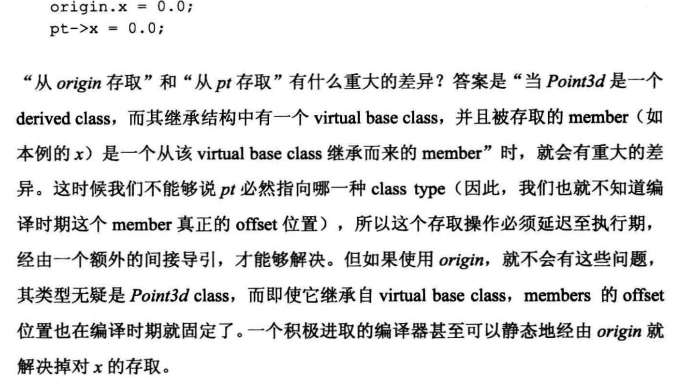 origin.x = 0.0;
pt->x = 0.0;
“从 origin 存取”和“从 pt 存取”有什么重大的差异？答案是“当 Point3d 是一个
derived class，而其继承结构中有一个 virtual base class，并且被存取的 member（如
本例的 x）是一个从该 virtual base class 继承而来的 member”时，就会有重大的差
异。这时候我们不能够说 pt 必然指向哪一种 class type（因此，我们也就不知道编
译时期这个 member 真正的 offset 位置），所以这个存取操作必须延迟至执行期，
经由一个额外的间接导引，才能够解决。但如果使用 origin，就不会有这些问题，
其类型无疑是 Point3d class，而即使它继承自 virtual base class，members 的 offset
位置也在编译时期就固定了。一个积极进取的编译器甚至可以静态地经由 origin 就
解决掉对 x 的存取。